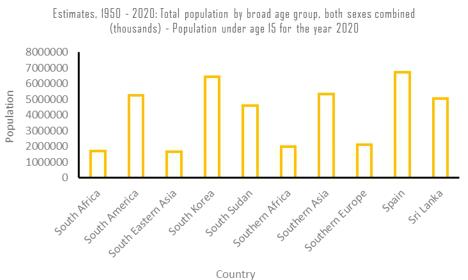 Estimates, 1950 - 2020: Total population by broad age group, both sexes combined
(thousands) - Population under age 15 for the year 2020
Population
8000000
7000000
6000000
5000000
4000000
3000000
2000000
1000000
0
South Africa
South America
South Eastern Asia
South Korea
South Sudan
Southern Africa
Southern Asia
Southern Europe
Spain
Sri Lanka
Country